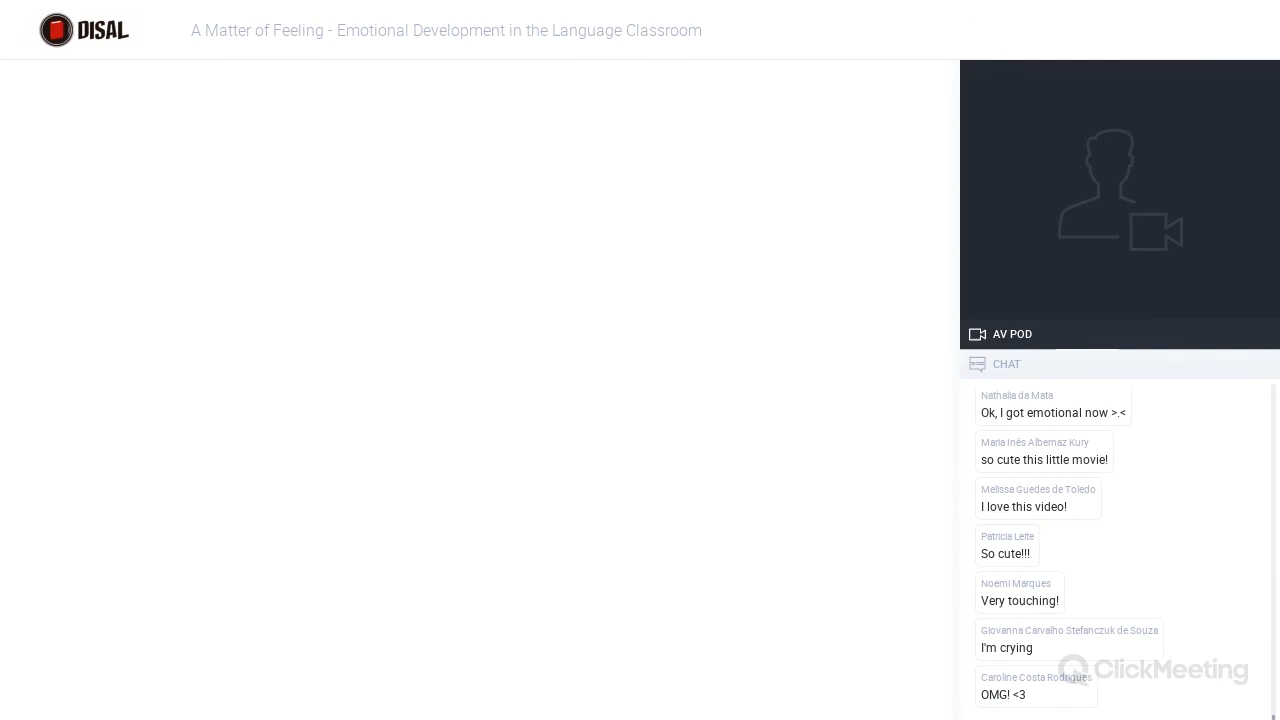 DISAL
A Matter of Feeling - Emotional Development in the Language Classroom
AV POD
CHAT
Nathalia da Mata
Ok, I got emotional now >.<
Maria Inês Albernaz Kury
so cute this little movie!
Melissa Guedes de Toledo
I love this video!
Patricia Leite
So cute!!!
Noemi Marques
Very touching!
Giovanna Carvalho Stefanczuk de Souza
I'm crying
ClickMeeting
Caroline Costa Rodrigues
OMG! <3